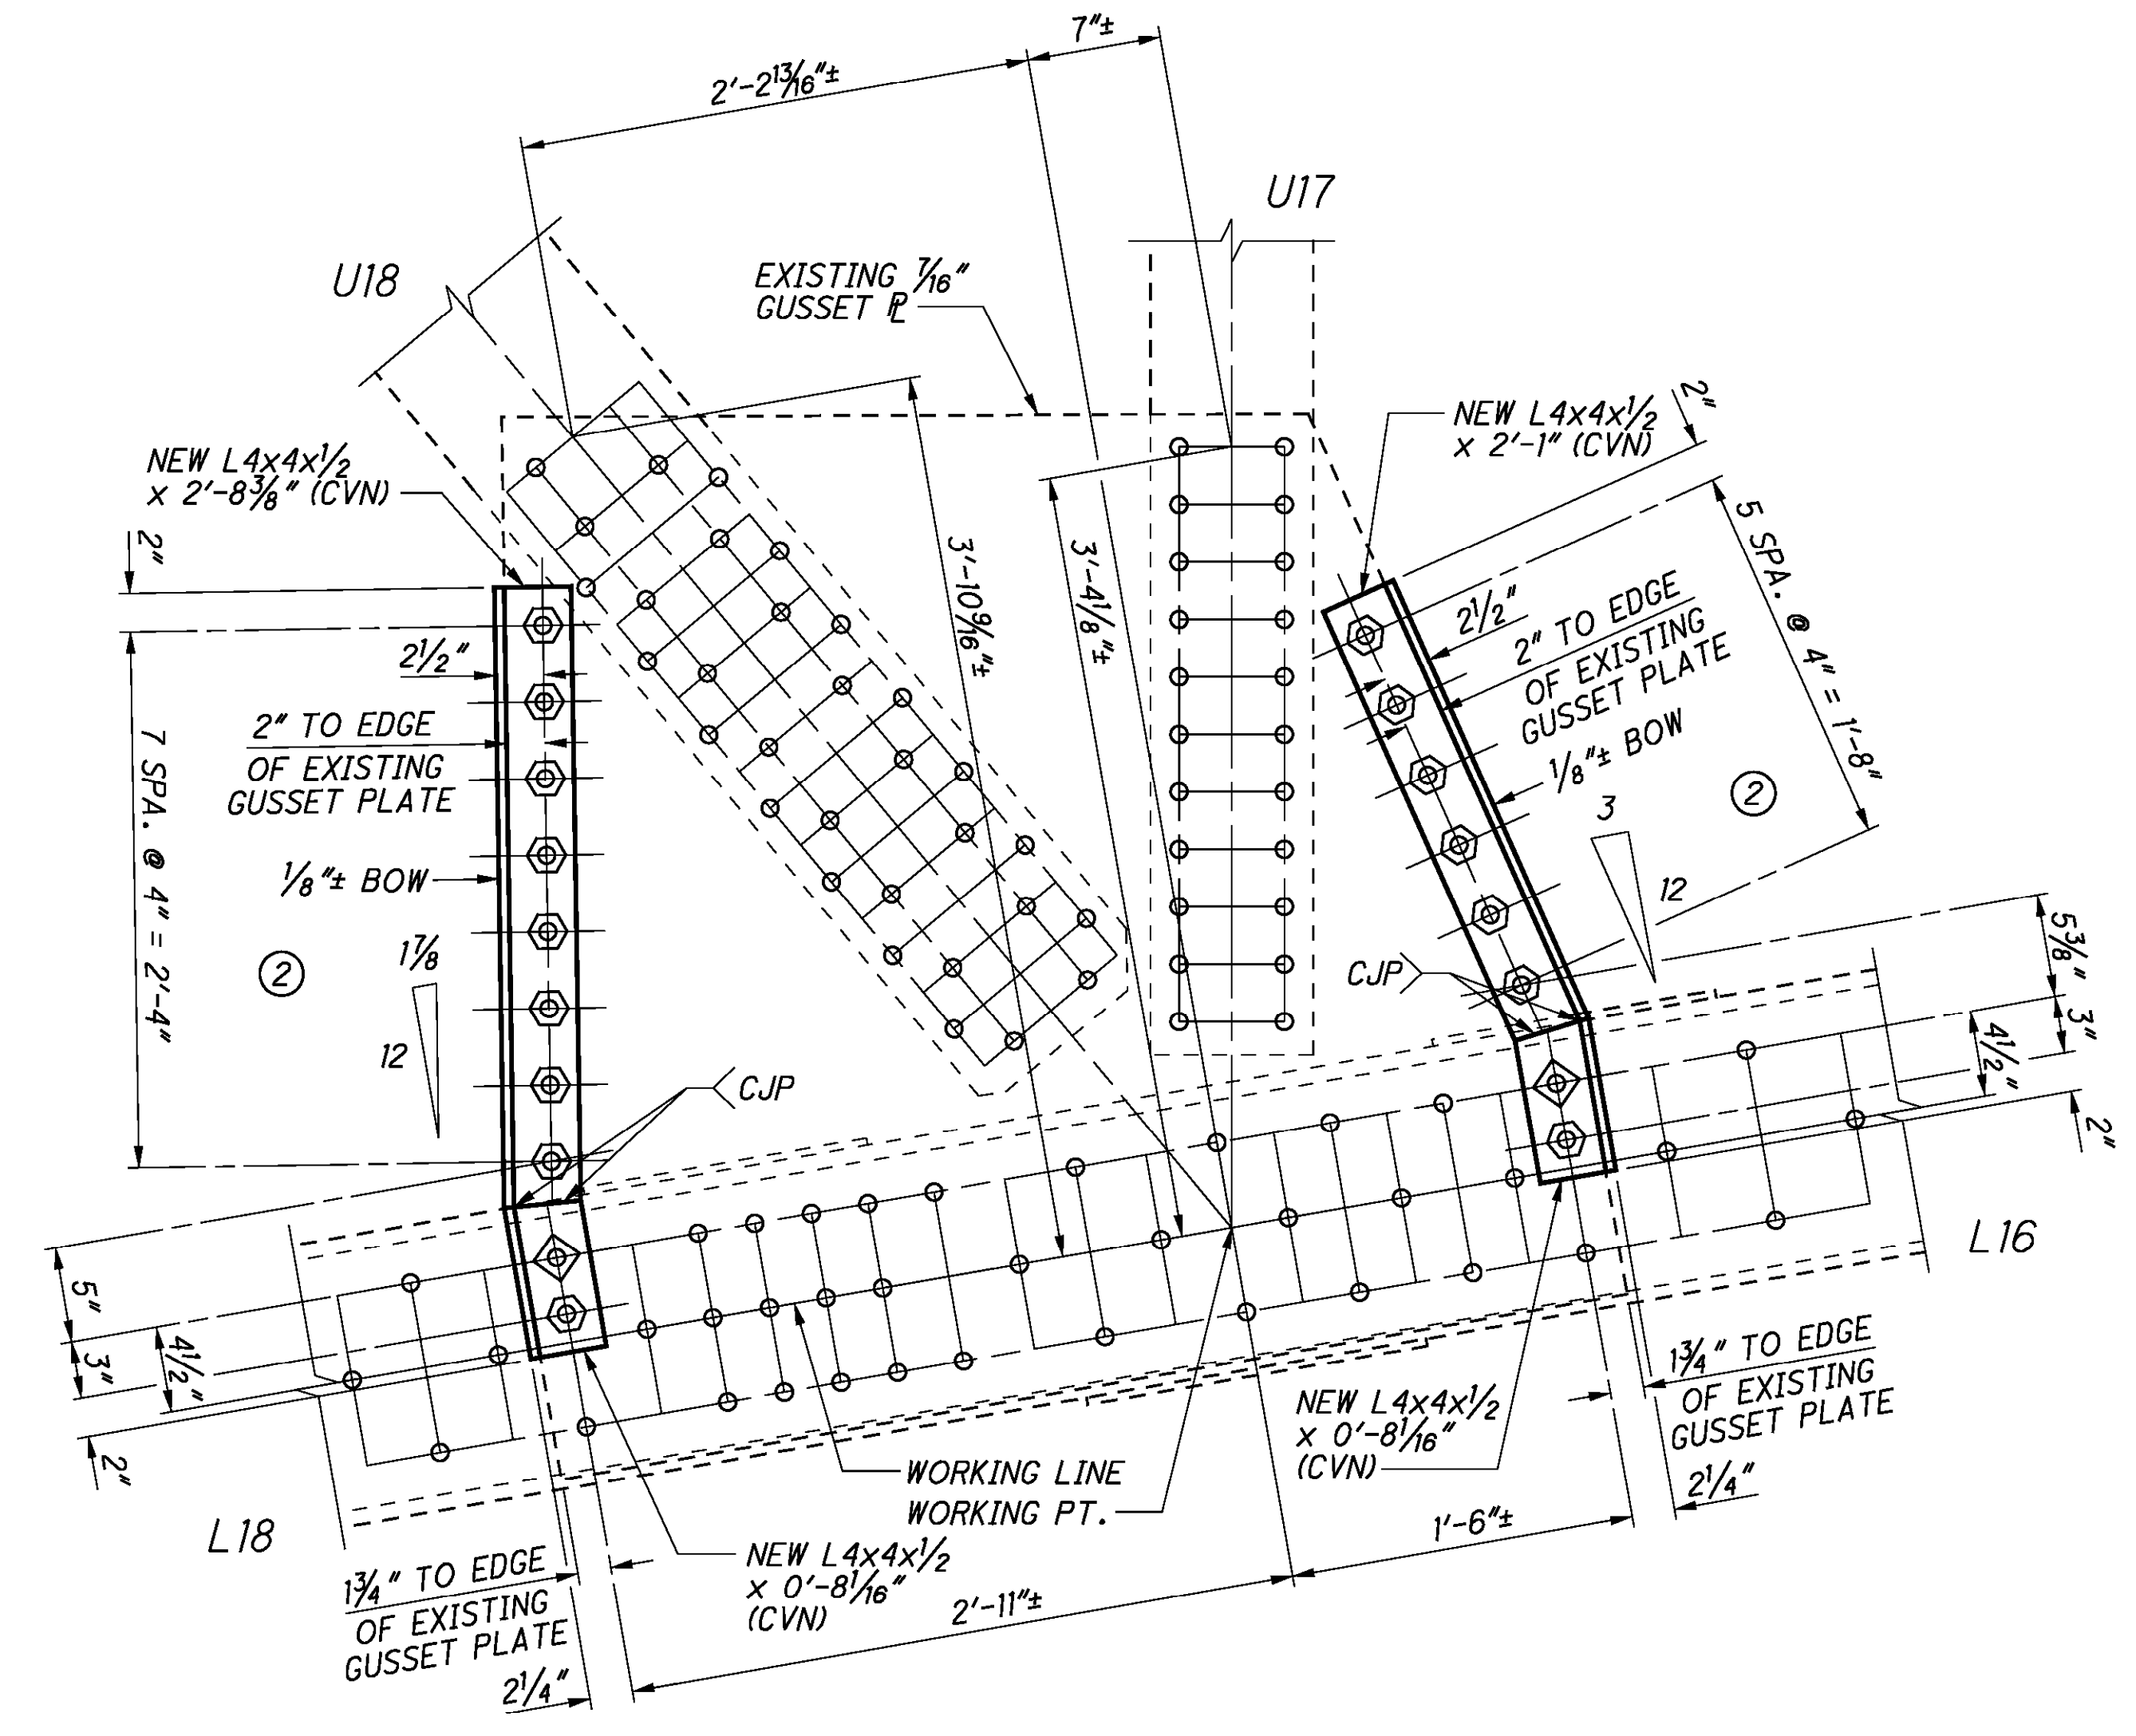 7"±
2'-2 13/16"±
U17
U18
EXISTING 7/16"
GUSSET ℄
NEW L4x4x1/2
x 2'-1" (CVN)
2"
NEW L4x4x1/2
x 2'-8 3/8" (CVN)
2"
5 SPA. @ 4" = 1'-8"
3'-10 9/16"±
3'-4 1/8"±
2 1/2"
2" TO EDGE
OF EXISTING
GUSSET PLATE
1/8"± BOW
2 1/2"
2" TO EDGE
OF EXISTING
GUSSET PLATE
7 SPA. @ 4" = 2'-4"
1/8"± BOW
2
3
12
1 7/8
12
2
CJP
CJP
5 3/8"
3"
4 1/2"
2"
L16
5"
3"
4 1/2"
2"
1 3/4" TO EDGE
OF EXISTING
GUSSET PLATE
2 1/4"
NEW L4x4x1/2
x 0'-8 1/16"
(CVN)
WORKING LINE
WORKING PT.
1'-6"±
L18
NEW L4x4x1/2
x 0'-8 1/16"
(CVN)
2'-11"±
1 3/4" TO EDGE
OF EXISTING
GUSSET PLATE
2 1/4"